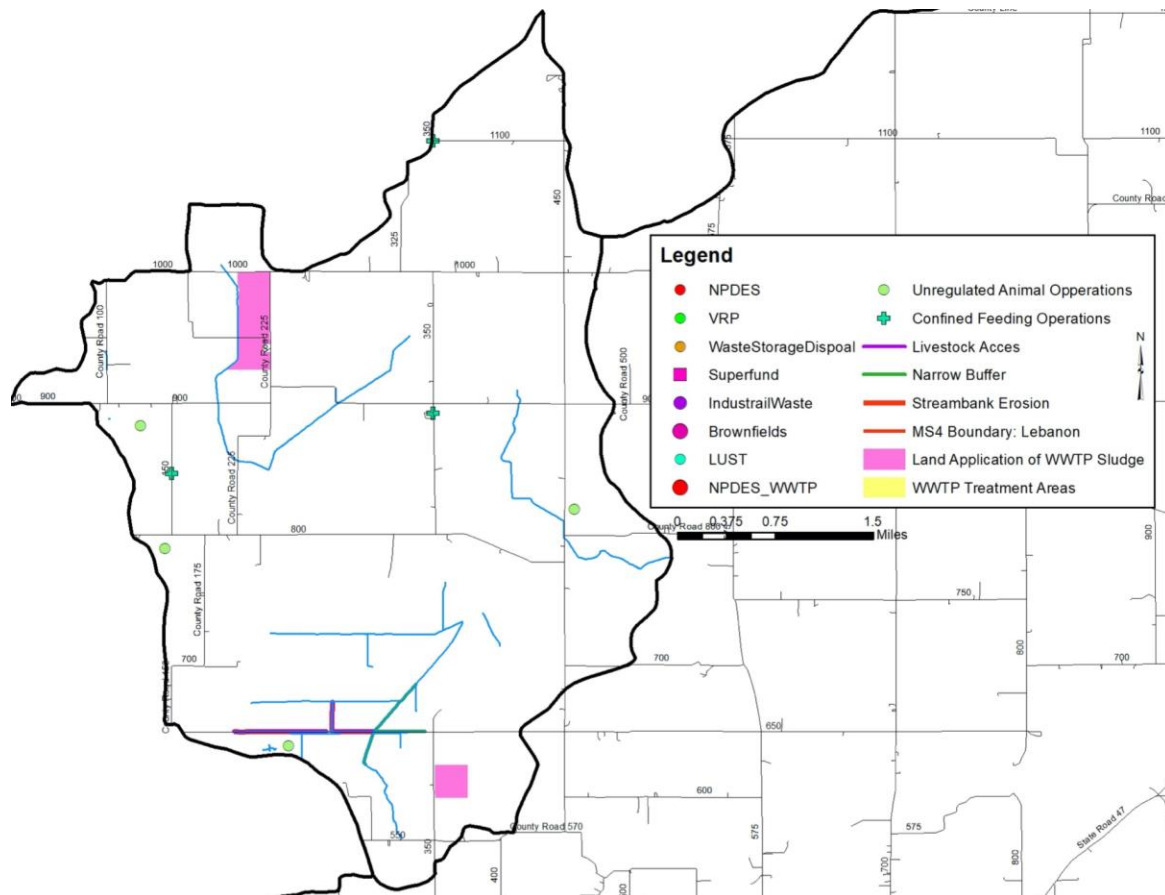 County Line
350
1100
1100
1100
575
450
County Road
325
575
1000
1000
1000
Legend
NPDES
VRP
WasteStorageDispoal
Superfund
IndustrailWaste
Brownfields
LUST
NPDES_WWTP
Unregulated Animal Opperations
Confined Feeding Operations
Livestock Acces
Narrow Buffer
Streambank Erosion
MS4 Boundary: Lebanon
Land Application of WWTP Sludge
WWTP Treatment Areas
N
0 0.375 0.75 1.5
Miles
County Road 100
County Road 225
350
County Road 500
900
900
County Road 225
800
900
County Road 175
750
800
700
700
700
650
600
575
575
State Road 47
550
County Road 570
350
400
700
800